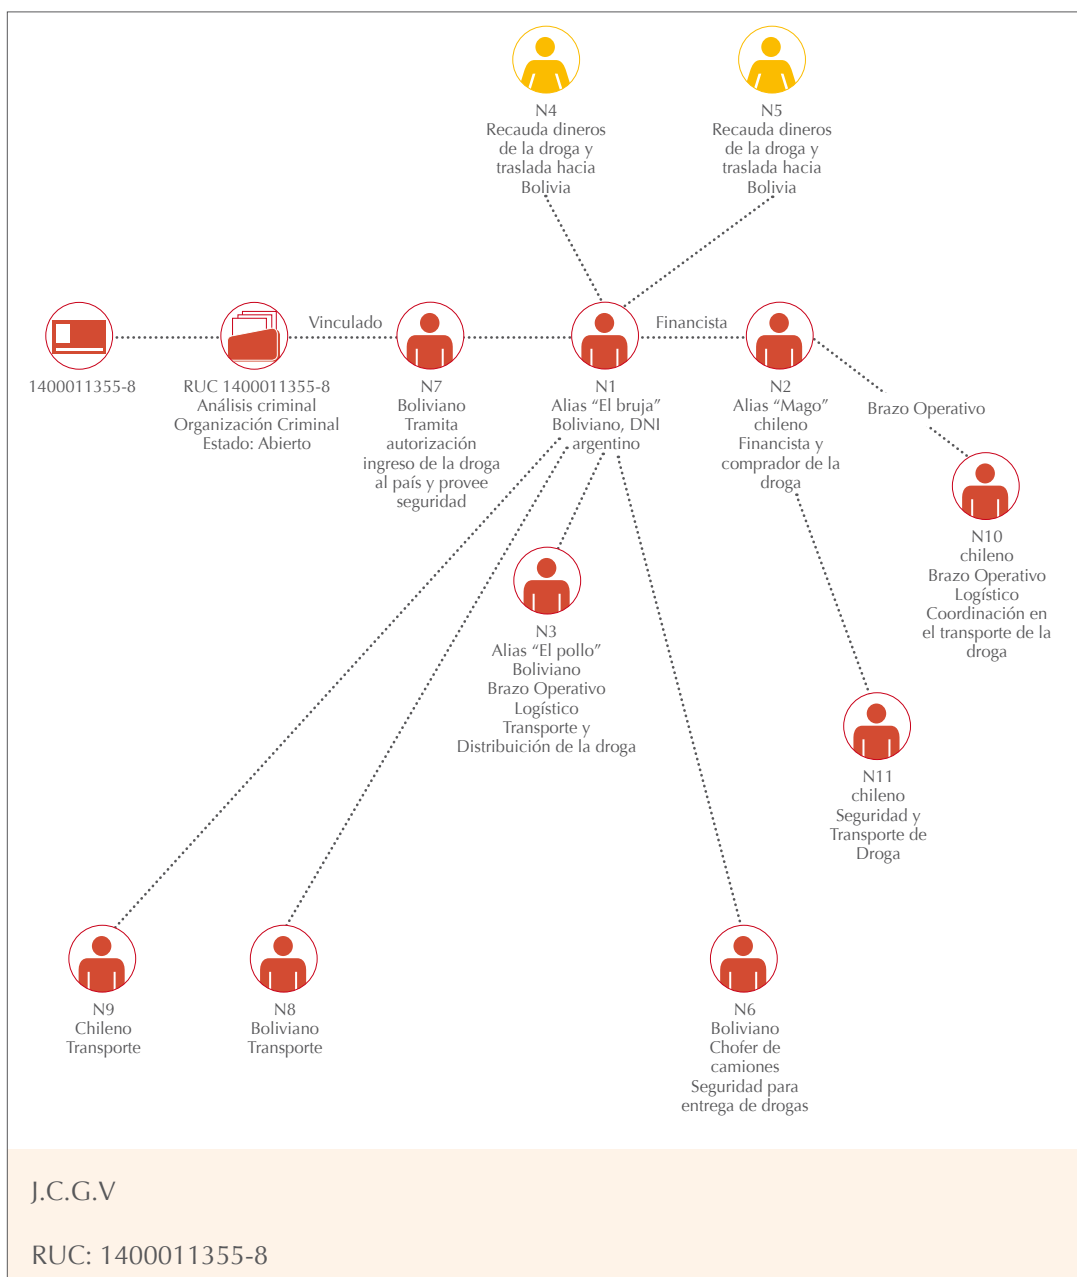 N4
Recauda dineros
de la droga y
traslada hacia
Bolivia
N5
Recauda dineros
de la droga y
traslada hacia
Bolivia
1400011355-8
RUC 1400011355-8
Análisis criminal
Organización Criminal
Estado: Abierto
Vinculado
N7
Boliviano
Tramita
autorización
ingreso de la droga
al país y provee
seguridad
N1
Alias “El bruja”
Boliviano, DNI
argentino
Financista
N2
Alias “Mago”
chileno
Financista y
comprador de la
droga
Brazo Operativo
N10
chileno
Brazo Operativo
Logístico
Coordinación en
el transporte de la
droga
N3
Alias “El pollo”
Boliviano
Brazo Operativo
Logístico
Transporte y
Distribuición de la droga
N11
chileno
Seguridad y
Transporte de
Droga
N9
Chileno
Transporte
N8
Boliviano
Transporte
N6
Boliviano
Chofer de
camiones
Seguridad para
entrega de drogas
J.C.G.V
RUC: 1400011355-8